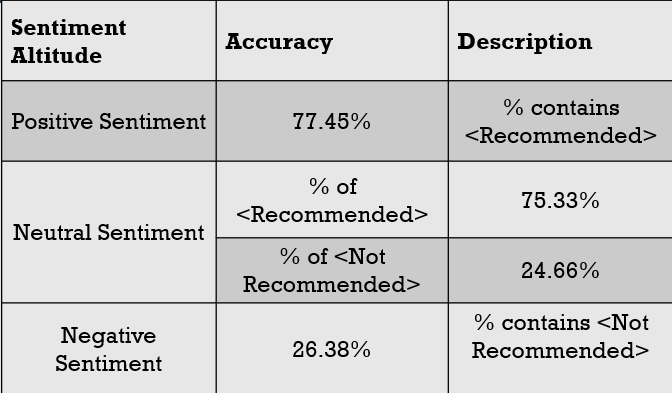 Sentiment
Altitude
Accuracy
Description
Positive Sentiment
77.45%
% contains
<Recommended>
Neutral Sentiment
% of
<Recommended>
75.33%
% of <Not
Recommended>
24.66%
Negative
Sentiment
26.38%
% contains <Not
Recommended>